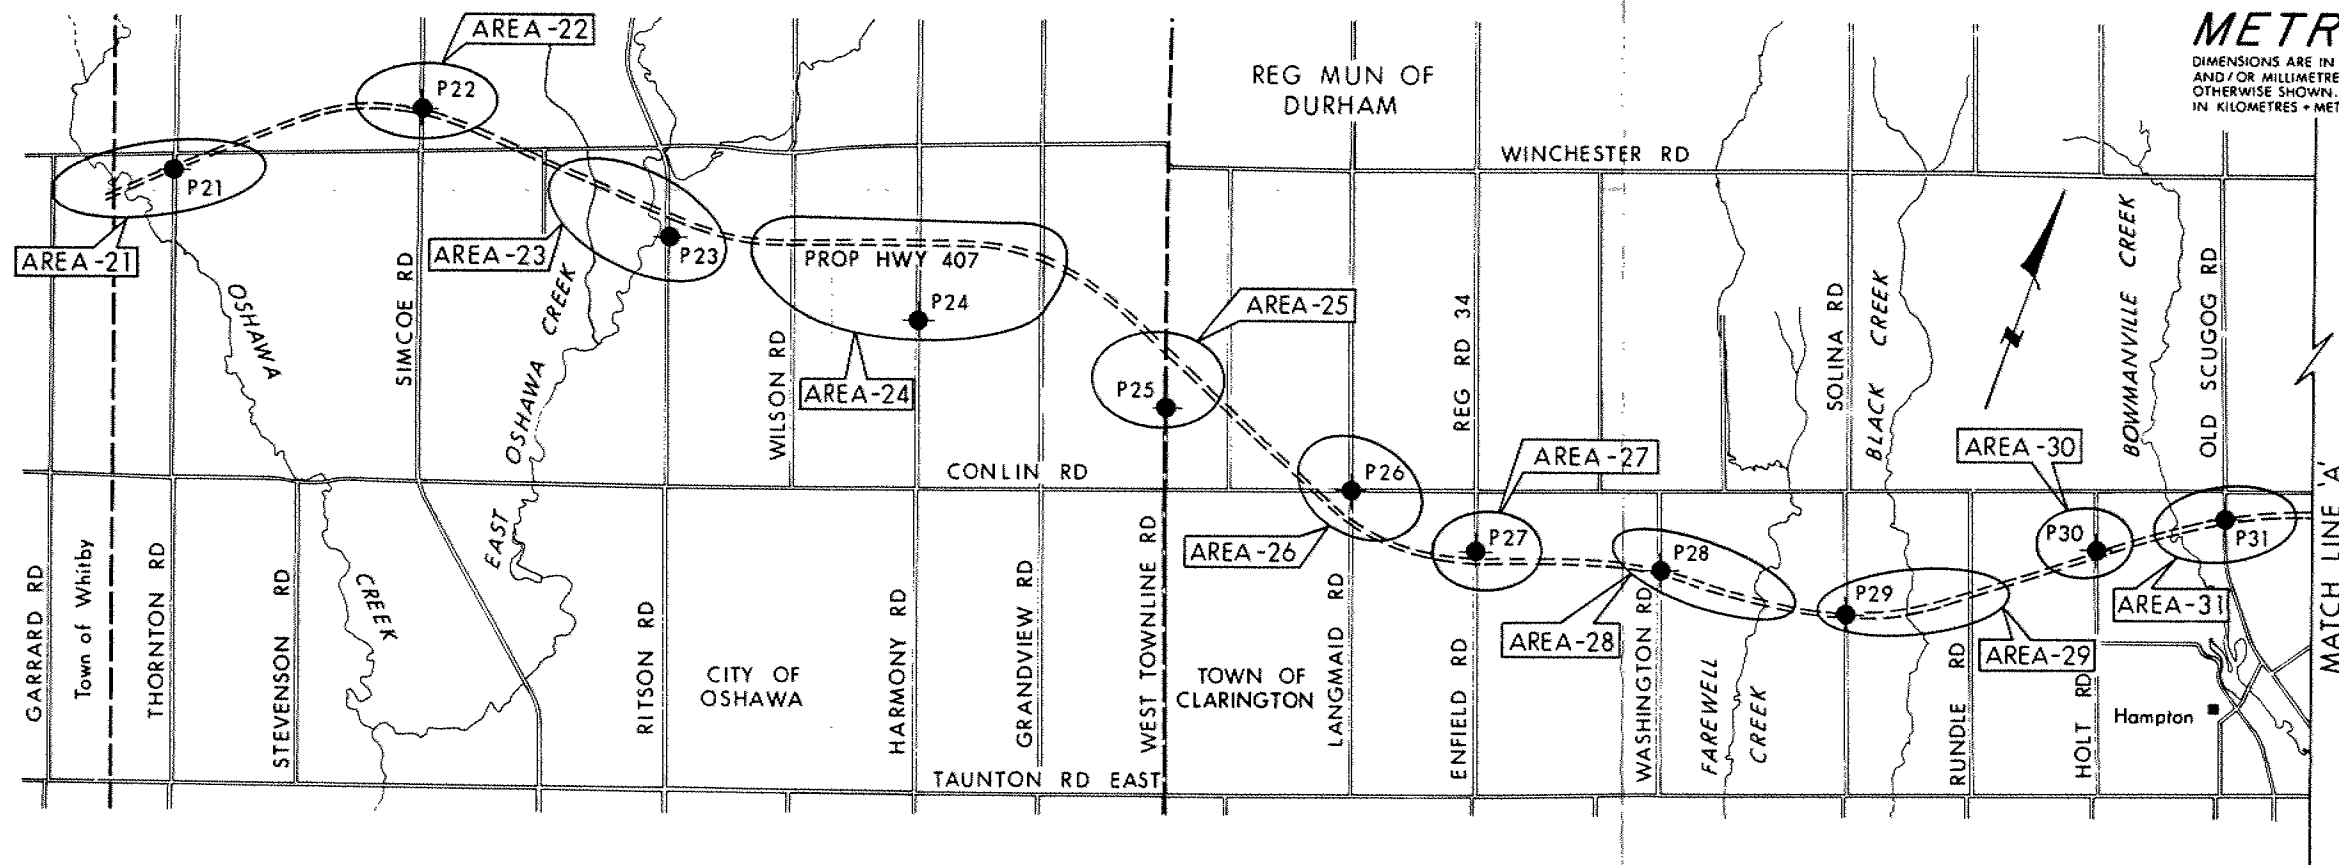 AREA-22
METR
DIMENSIONS ARE IN
AND/OR MILLIMETRE
OTHERWISE SHOWN.
IN KILOMETRES + MET
REG MUN OF
DURHAM
P22
WINCHESTER RD
P21
AREA-21
AREA-23
P23
PROP HWY 407
P24
AREA-24
AREA-25
P25
OSHAWA
CREEK
SIMCOE RD
EAST OSHAWA CREEK
WILSON RD
REG RD 34
SOLINA RD
BLACK CREEK
N
BOWMANVILLE CREEK
OLD SCUGOG RD
CONLIN RD
P26
AREA-26
AREA-27
P27
AREA-28
P28
P29
AREA-29
AREA-30
P30
P31
AREA-31
MATCH LINE 'A'
GARRARD RD
Town of Whitby
THORNTON RD
STEVENSON RD
RITSON RD
CITY OF
OSHAWA
HARMONY RD
GRANDVIEW RD
WEST TOWNLINE RD
TOWN OF
CLARINGTON
LANGMAID RD
ENFIELD RD
WASHINGTON RD
FAREWELL
CREEK
RUNDLE RD
HOLT RD
Hampton
TAUNTON RD EAST